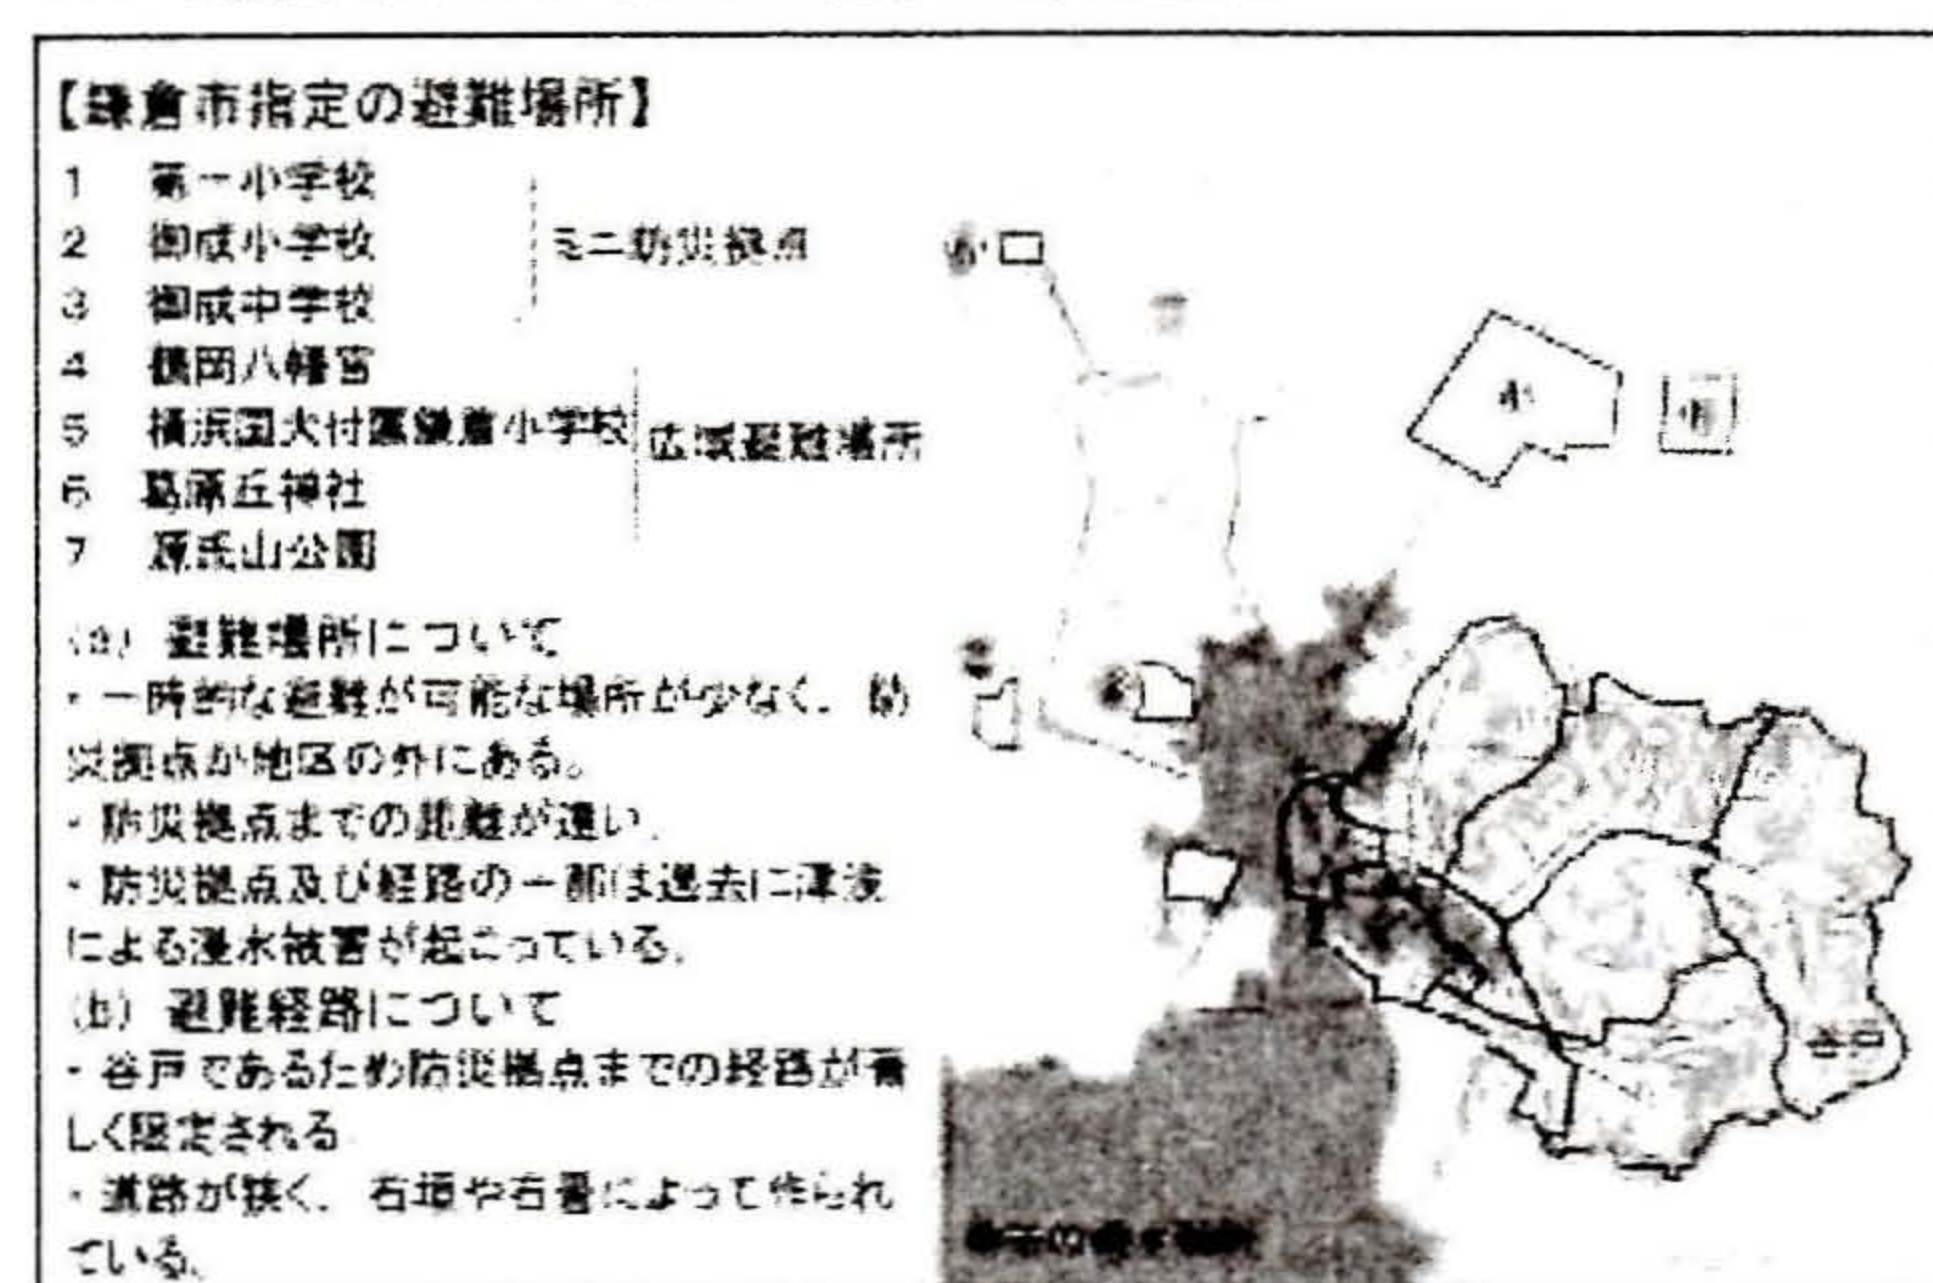 【鎌倉市指定の避難場所】
1 第一小学校
2 御成小学校
3 御成中学校
ミニ防災拠点
4 鶴岡八幡宮
5 横浜国大付属鎌倉小学校
6 葛原丘神社
7 源氏山公園
広域避難場所
(a) 避難場所について
・一時的な避難が可能な場所が少なく、防
災拠点が地区の外にある。
・防災拠点までの距離が遠い。
・防災拠点及び経路の一部は過去に津波
による浸水被害が起こっている。
(b) 避難経路について
・谷戸であるため防災拠点までの経路が著
しく限定される
・道路が狭く、石垣や石畳によって作られ
ている。